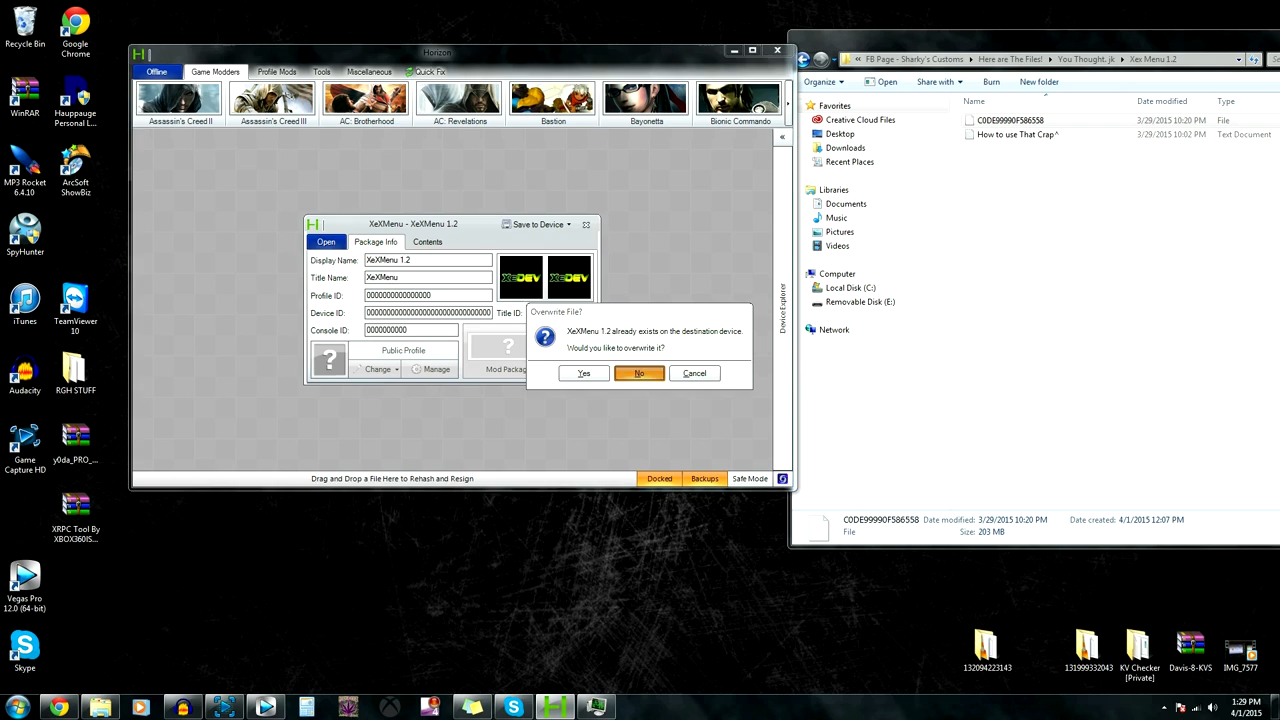 Recycle Bin
Google Chrome
WinRAR
Hauppauge Personal L...
MP3 Rocket 6.4.10
ArcSoft ShowBiz
SpyHunter
iTunes
TeamViewer 10
Audacity
RGH STUFF
Game Capture HD
y0da_PRO_...
XRPC Tool By XBOX360IS...
Vegas Pro 12.0 (64-bit)
Skype
Horizon
Offline
Game Modders
Profile Mods
Tools
Miscellaneous
Quick Fix
Assassin's Creed II
Assassin's Creed III
AC: Brotherhood
AC: Revelations
Bastion
Bayonetta
Bionic Commando
«
Device Explorer
XeXMenu - XeXMenu 1.2
Save to Device
Open
Package Info
Contents
Display Name: XeXMenu 1.2
Title Name: XeXMenu
Profile ID: 0000000000000000
Device ID: 0000000000000000000000000000000000000000
Title ID:
Console ID: 0000000000
XeDEV
XeDEV
?
Public Profile
Change
Manage
?
Mod Packag
Overwrite File?
?
XeXMenu 1.2 already exists on the destination device.
Would you like to overwrite it?
Yes
No
Cancel
Drag and Drop a File Here to Rehash and Resign
Docked
Backups
Safe Mode
« FB Page - Sharky's Customs
Here are The Files!
You Thought. jk
Xex Menu 1.2
Organize
Open
Share with
Burn
New folder
Name
Date modified
Type
Favorites
Creative Cloud Files
Desktop
Downloads
Recent Places
Libraries
Documents
Music
Pictures
Videos
Computer
Local Disk (C:)
Removable Disk (E:)
Network
C0DE99990F586558 3/29/2015 10:20 PM File
How to use That Crap^ 3/29/2015 10:02 PM Text Document
C0DE99990F586558 Date modified: 3/29/2015 10:20 PM Date created: 4/1/2015 12:07 PM
File Size: 203 MB
132094223143
131999332043
KV Checker [Private]
Davis-8-KVS
IMG_7577
1:29 PM
4/1/2015